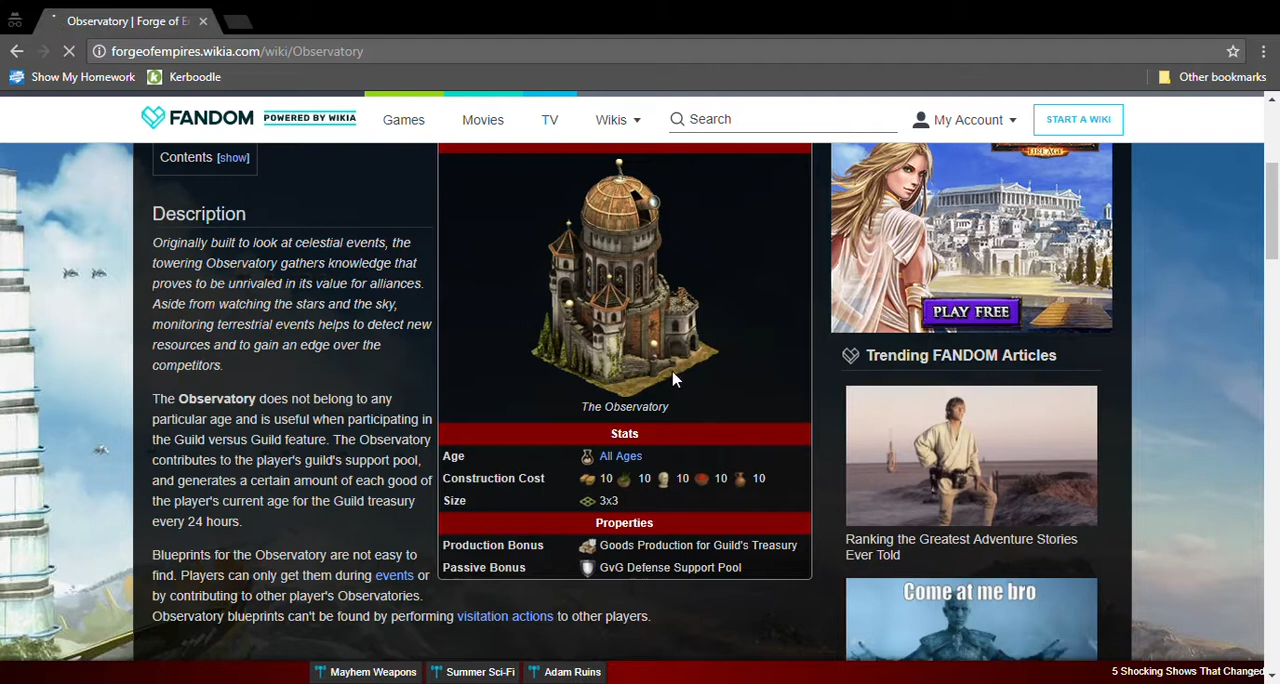 Observatory | Forge of E
forgeofempires.wikia.com/wiki/Observatory
Show My Homework
Kerboodle
Other bookmarks
FANDOM POWERED BY WIKIA
Games
Movies
TV
Wikis
Search
My Account
START A WIKI
Contents [show]
Description
Originally built to look at celestial events, the
towering Observatory gathers knowledge that
proves to be unrivaled in its value for alliances.
Aside from watching the stars and the sky,
monitoring terrestrial events helps to detect new
resources and to gain an edge over the
competitors.
The Observatory does not belong to any
particular age and is useful when participating in
the Guild versus Guild feature. The Observatory
contributes to the player's guild's support pool,
and generates a certain amount of each good of
the player's current age for the Guild treasury
every 24 hours.
Blueprints for the Observatory are not easy to
find. Players can only get them during events or
by contributing to other player's Observatories.
Observatory blueprints can't be found by performing visitation actions to other players.
The Observatory
Stats
Age All Ages
Construction Cost 10 10 10 10 10
Size 3x3
Properties
Production Bonus Goods Production for Guild's Treasury
Passive Bonus GvG Defense Support Pool
PLAY FREE
Trending FANDOM Articles
Ranking the Greatest Adventure Stories
Ever Told
Come at me bro
Mayhem Weapons
Summer Sci-Fi
Adam Ruins
5 Shocking Shows That Changed